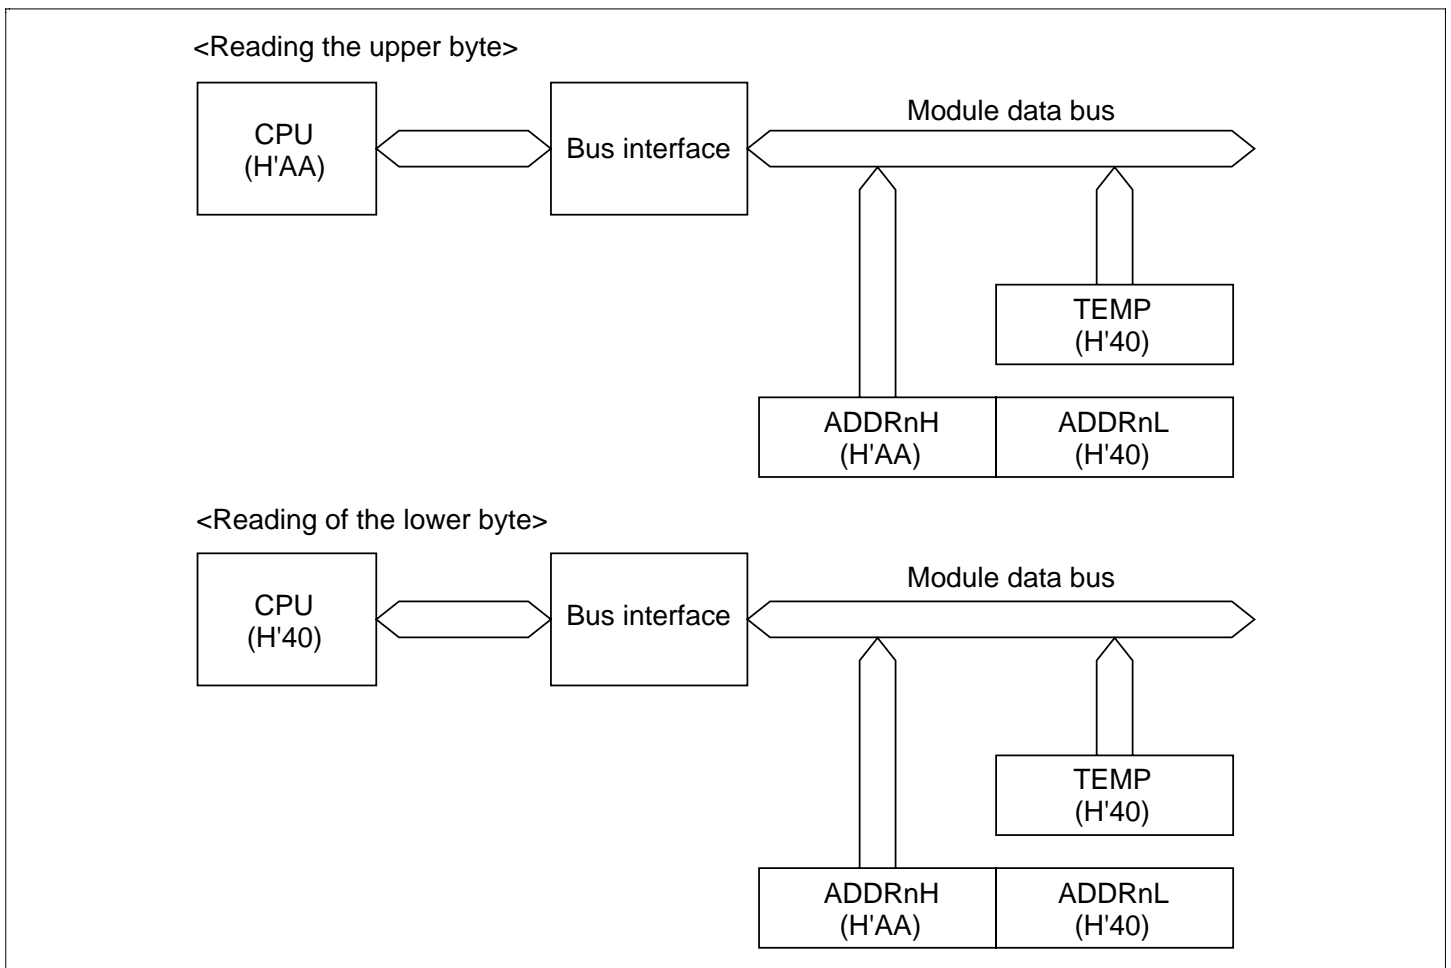 <Reading the upper byte>
Module data bus
CPU
(H'AA)
Bus interface
TEMP
(H'40)
ADDRnH
(H'AA)
ADDRnL
(H'40)
<Reading of the lower byte>
Module data bus
CPU
(H'40)
Bus interface
TEMP
(H'40)
ADDRnH
(H'AA)
ADDRnL
(H'40)